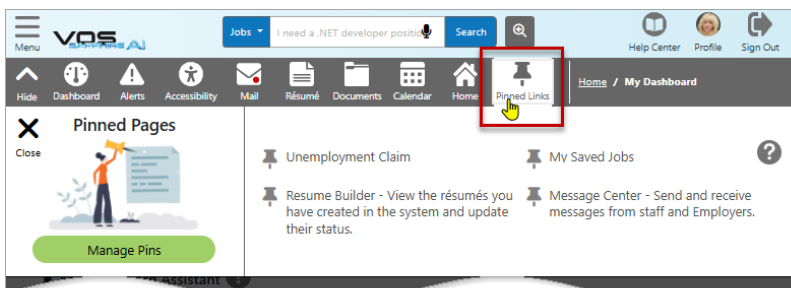 Jobs
I need a .NET developer positio
Search
Menu
VOS
SAPPHIRE AI
Help Center
Profile
Sign Out
Hide
Dashboard
Alerts
Accessibility
Mail
Résumé
Documents
Calendar
Home
Pinned Links
Home / My Dashboard
Close
Pinned Pages
Manage Pins
Unemployment Claim
My Saved Jobs
Resume Builder - View the résumés you
have created in the system and update
their status.
Message Center - Send and receive
messages from staff and Employers.
Assistant